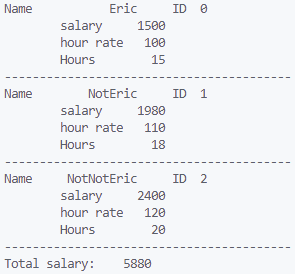 Name Eric ID 0
salary 1500
hour rate 100
Hours 15
---------------------------------
Name NotEric ID 1
salary 1980
hour rate 110
Hours 18
---------------------------------
Name NotNotEric ID 2
salary 2400
hour rate 120
Hours 20
---------------------------------
Total salary: 5880